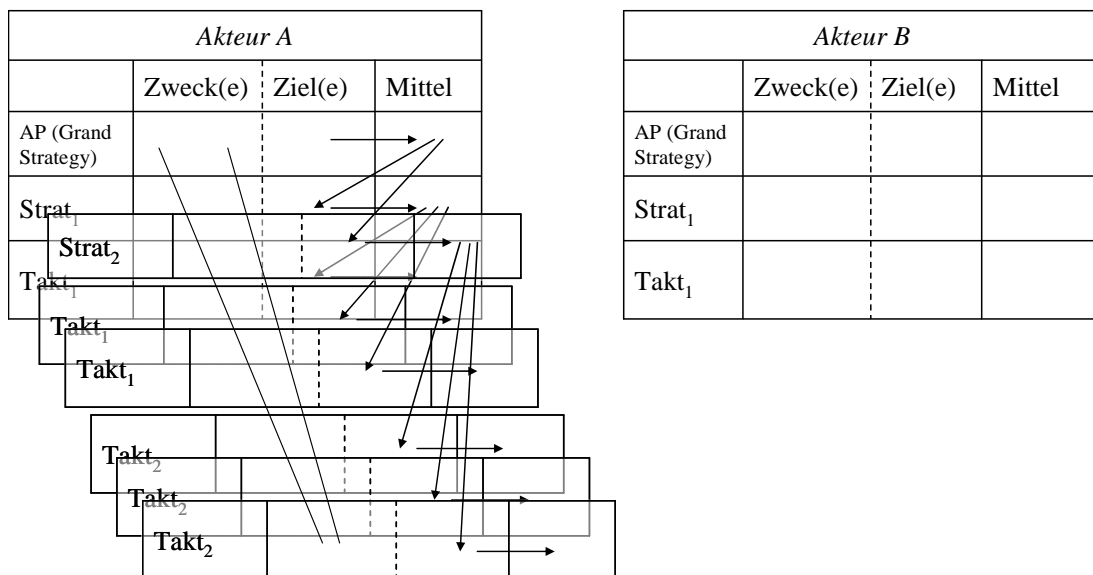 Akteur A
Zweck(e) Ziel(e) Mittel
AP (Grand
Strategy)
Strat1
Strat2
Takt1
Takt1
Takt1
Takt2
Takt2
Takt2
Akteur B
Zweck(e) Ziel(e) Mittel
AP (Grand
Strategy)
Strat1
Takt1